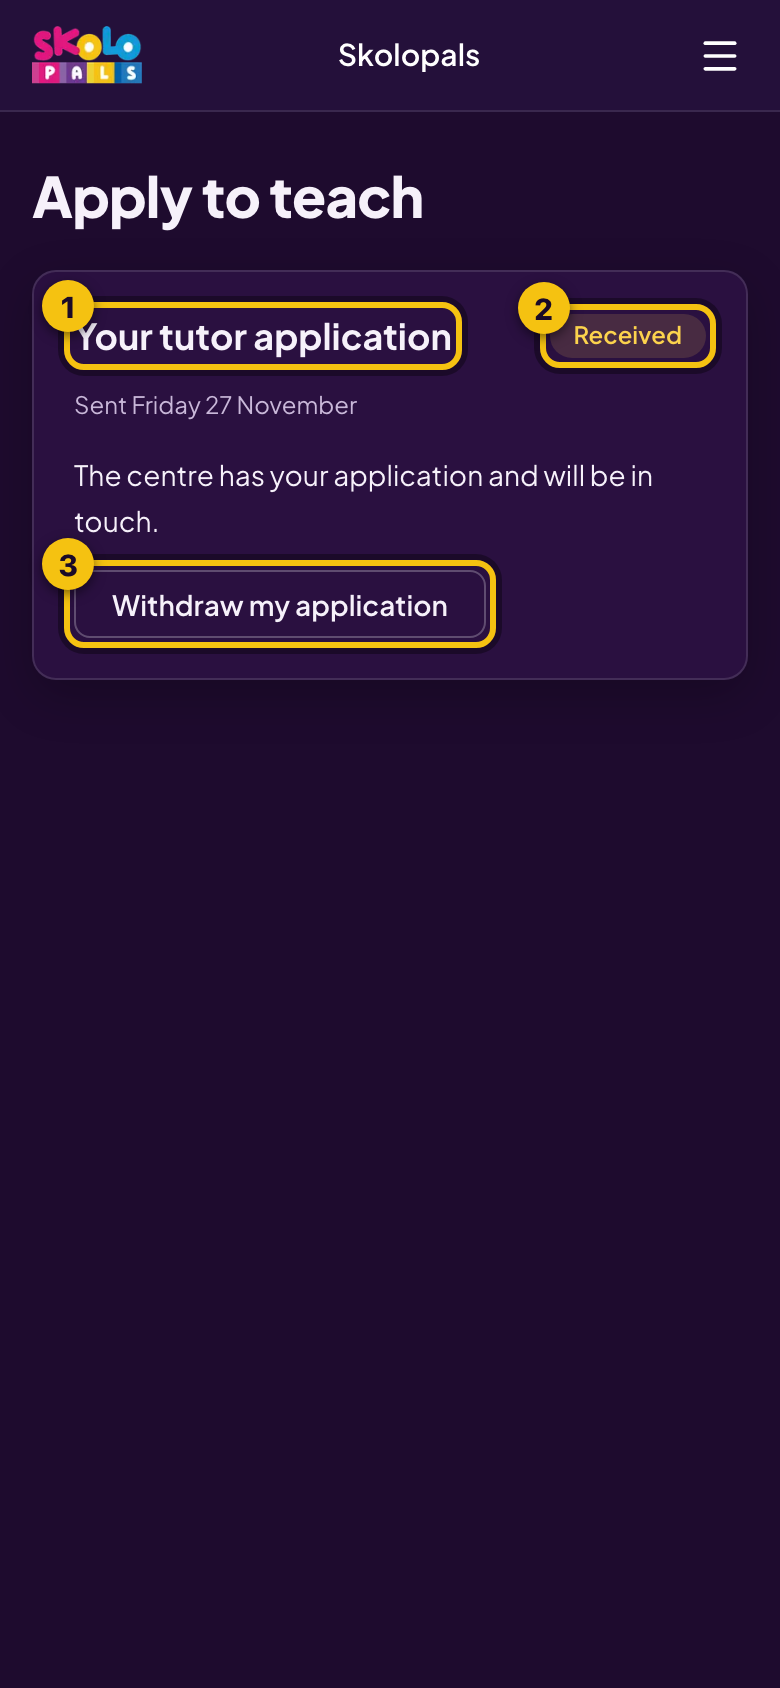 SKOLO
PALS
Skolopals
Apply to teach
1
Your tutor application
2
Received
Sent Friday 27 November
The centre has your application and will be in
touch.
3
Withdraw my application